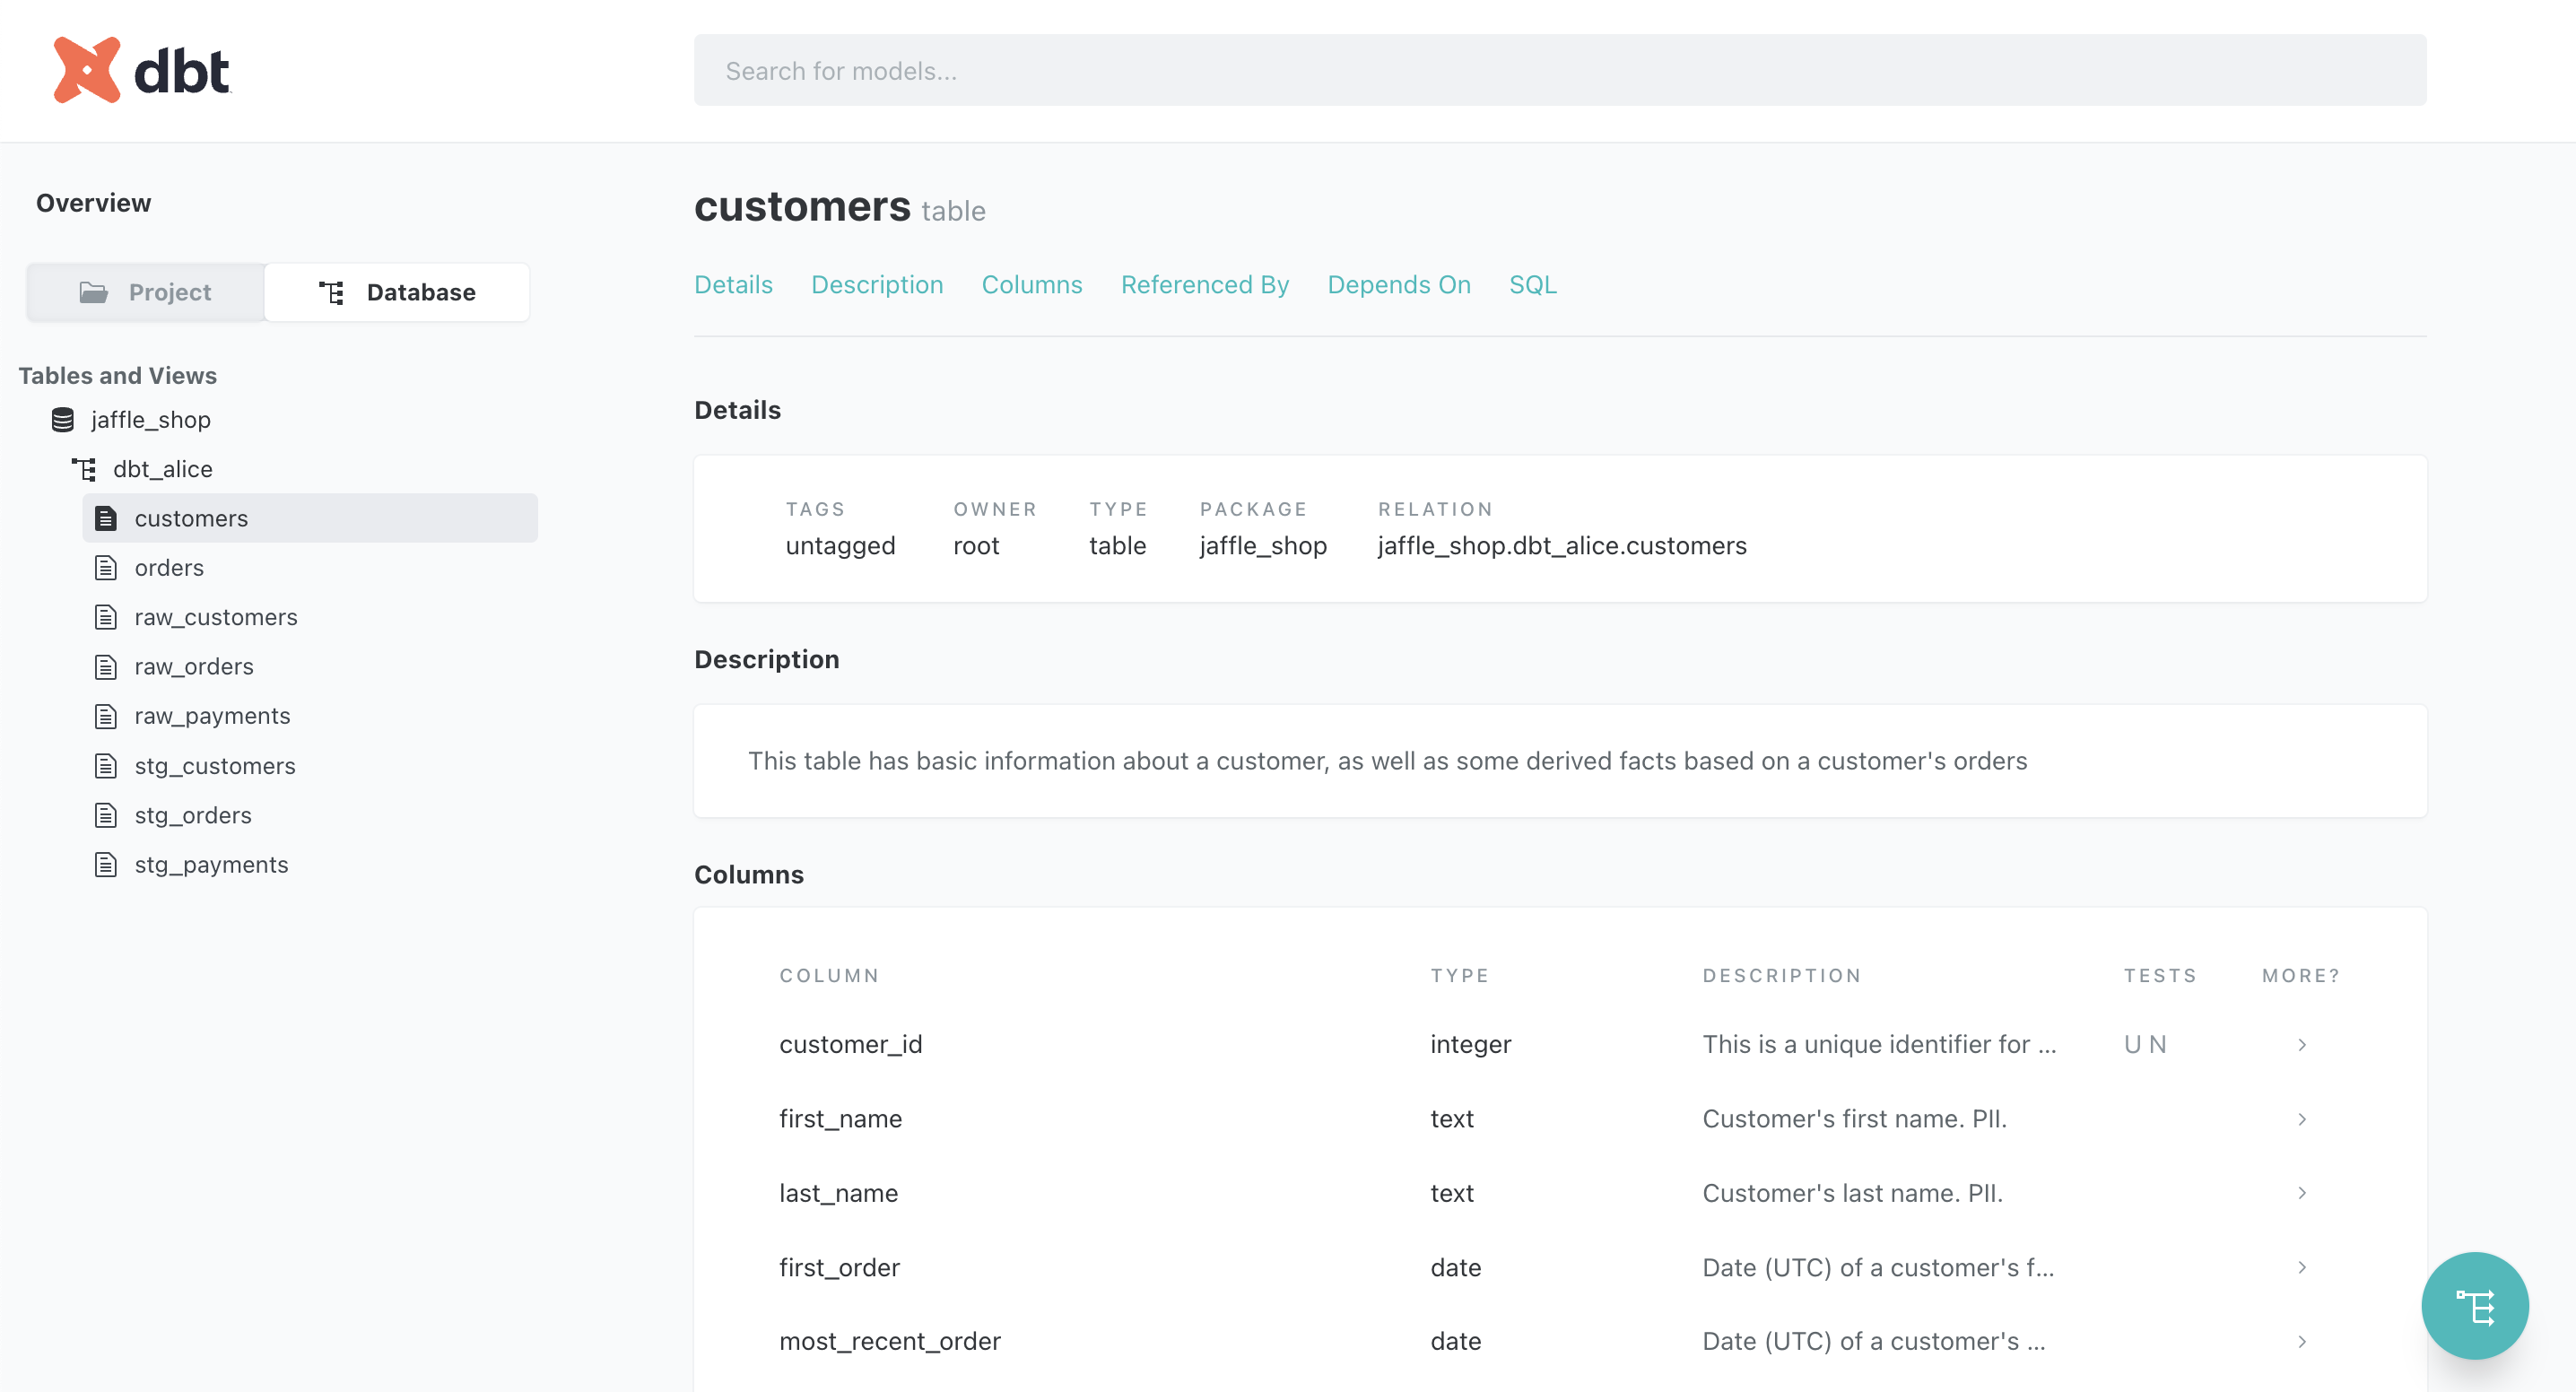 dbt
Search for models...
Overview
Project Database
Tables and Views
jaffle_shop
dbt_alice
customers
orders
raw_customers
raw_orders
raw_payments
stg_customers
stg_orders
stg_payments
customers table
Details Description Columns Referenced By Depends On SQL
Details
TAGS OWNER TYPE PACKAGE RELATION
untagged root table jaffle_shop jaffle_shop.dbt_alice.customers
Description
This table has basic information about a customer, as well as some derived facts based on a customer's orders
Columns
COLUMN TYPE DESCRIPTION TESTS MORE?
customer_id integer This is a unique identifier for ... U N
first_name text Customer's first name. PII.
last_name text Customer's last name. PII.
first_order date Date (UTC) of a customer's f...
most_recent_order date Date (UTC) of a customer's ...